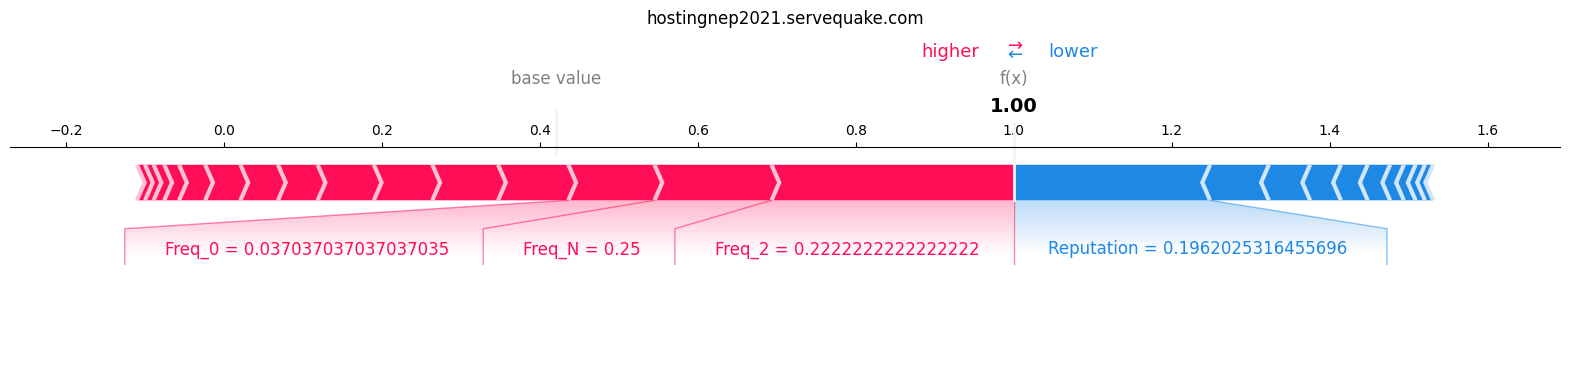 hostingnep2021.servequake.com
higher ⇄ lower
base value f(x)
1.00
−0.2 0.0 0.2 0.4 0.6 0.8 1.0 1.2 1.4 1.6
Freq_0 = 0.037037037037037035 Freq_N = 0.25 Freq_2 = 0.2222222222222222 Reputation = 0.1962025316455696